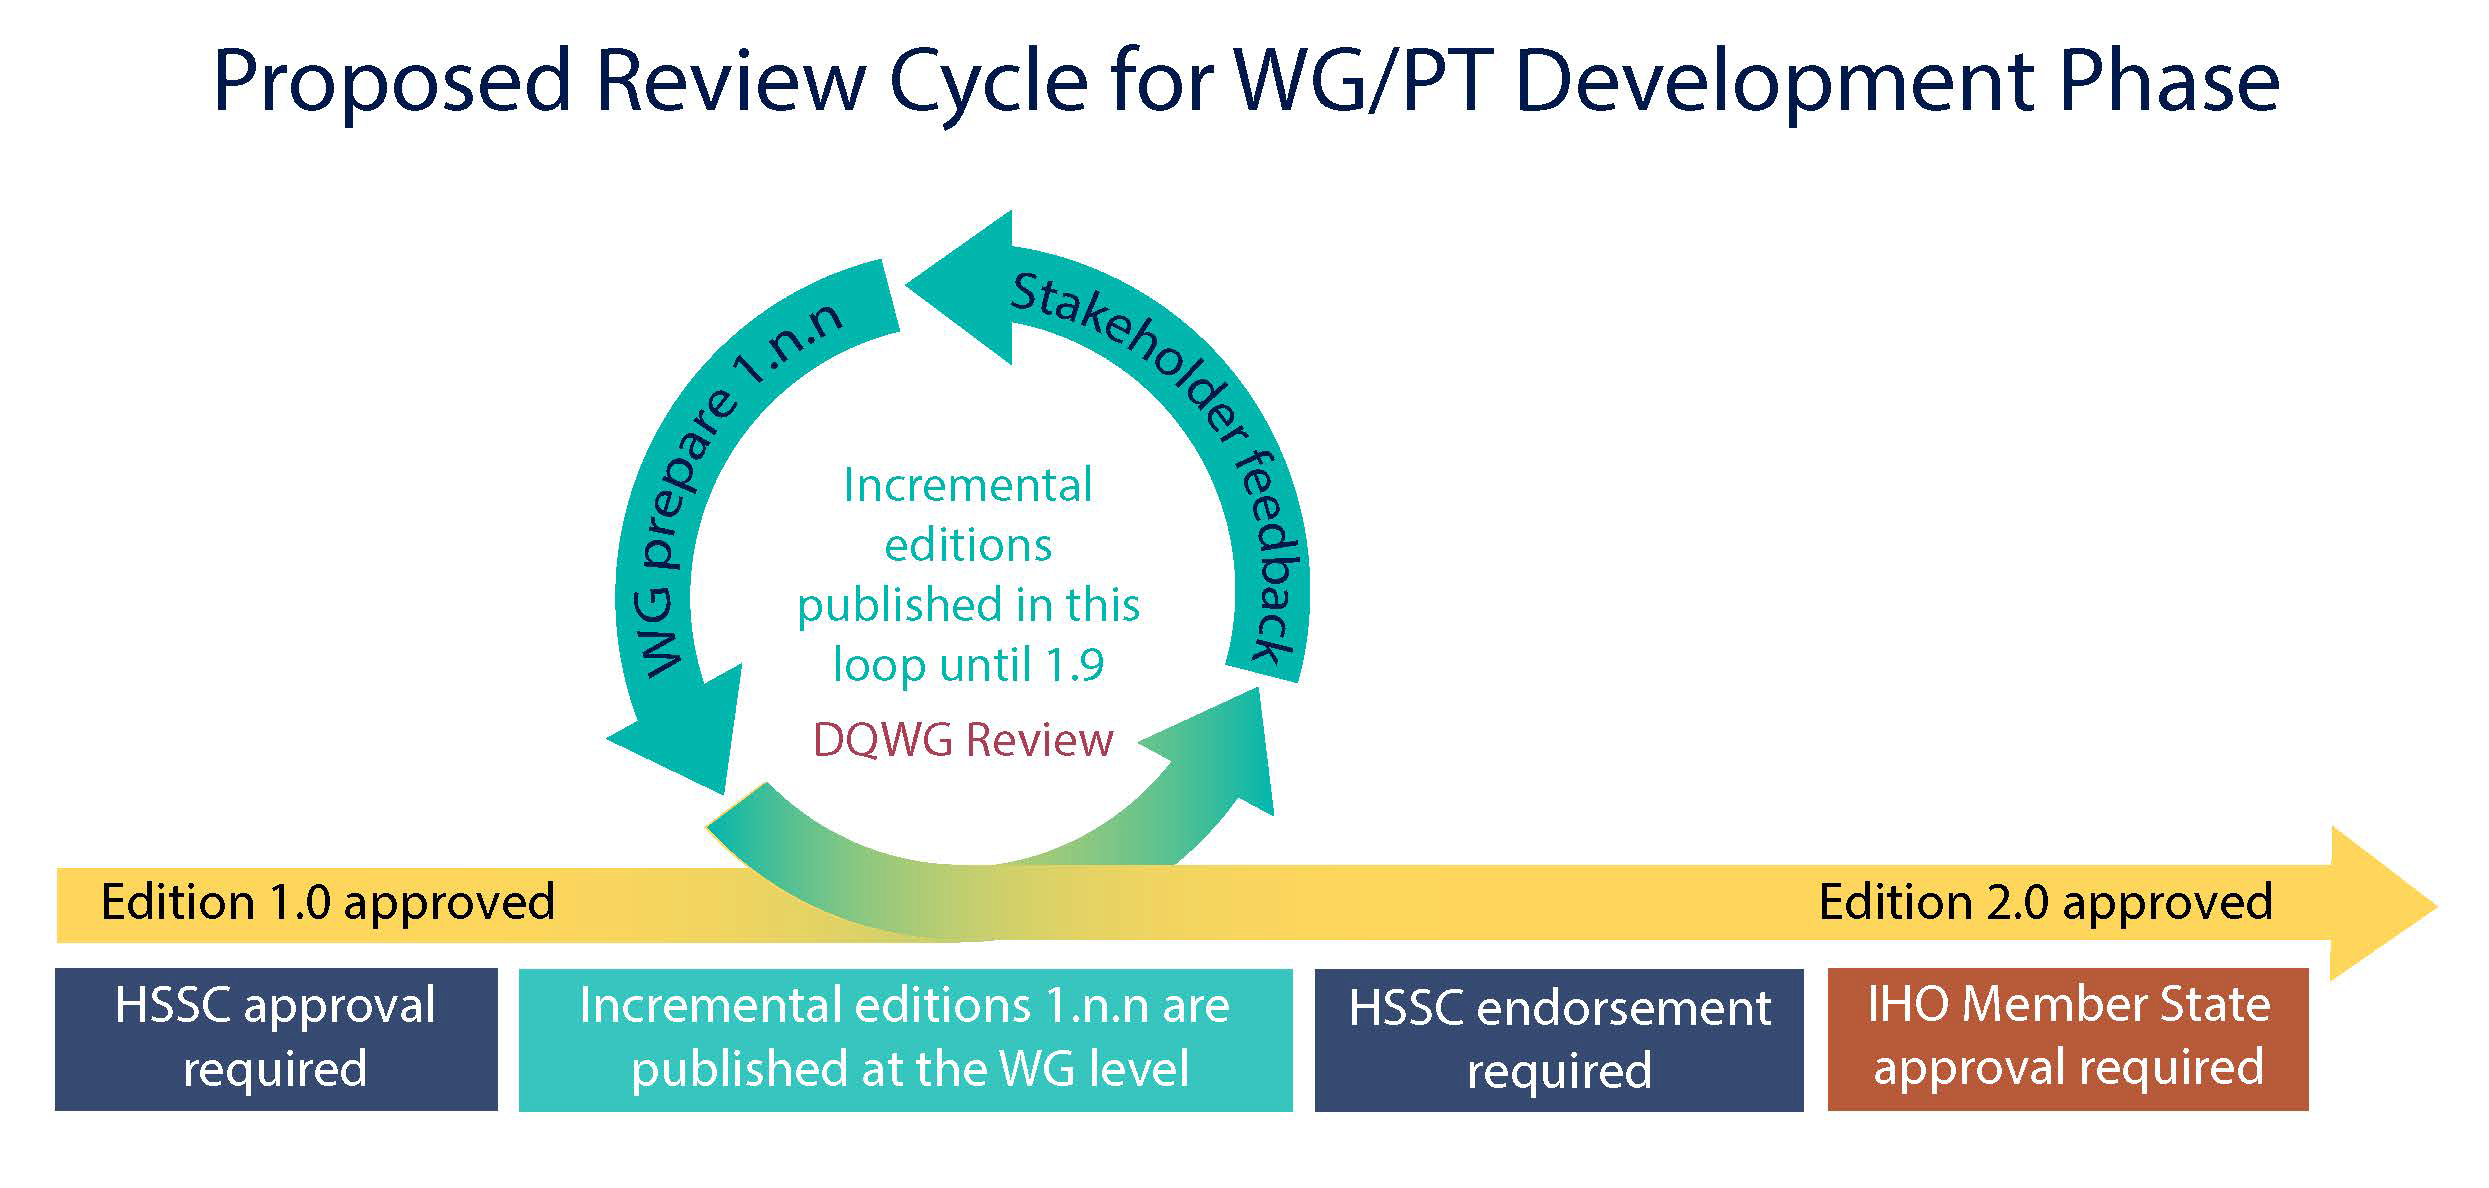 Proposed Review Cycle for WG/PT Development Phase
WG prepare 1.n.n
Stakeholder feedback
Incremental
editions
published in this
loop until 1.9
DQWG Review
Edition 1.0 approved
Edition 2.0 approved
HSSC approval
required
Incremental editions 1.n.n are
published at the WG level
HSSC endorsement
required
IHO Member State
approval required